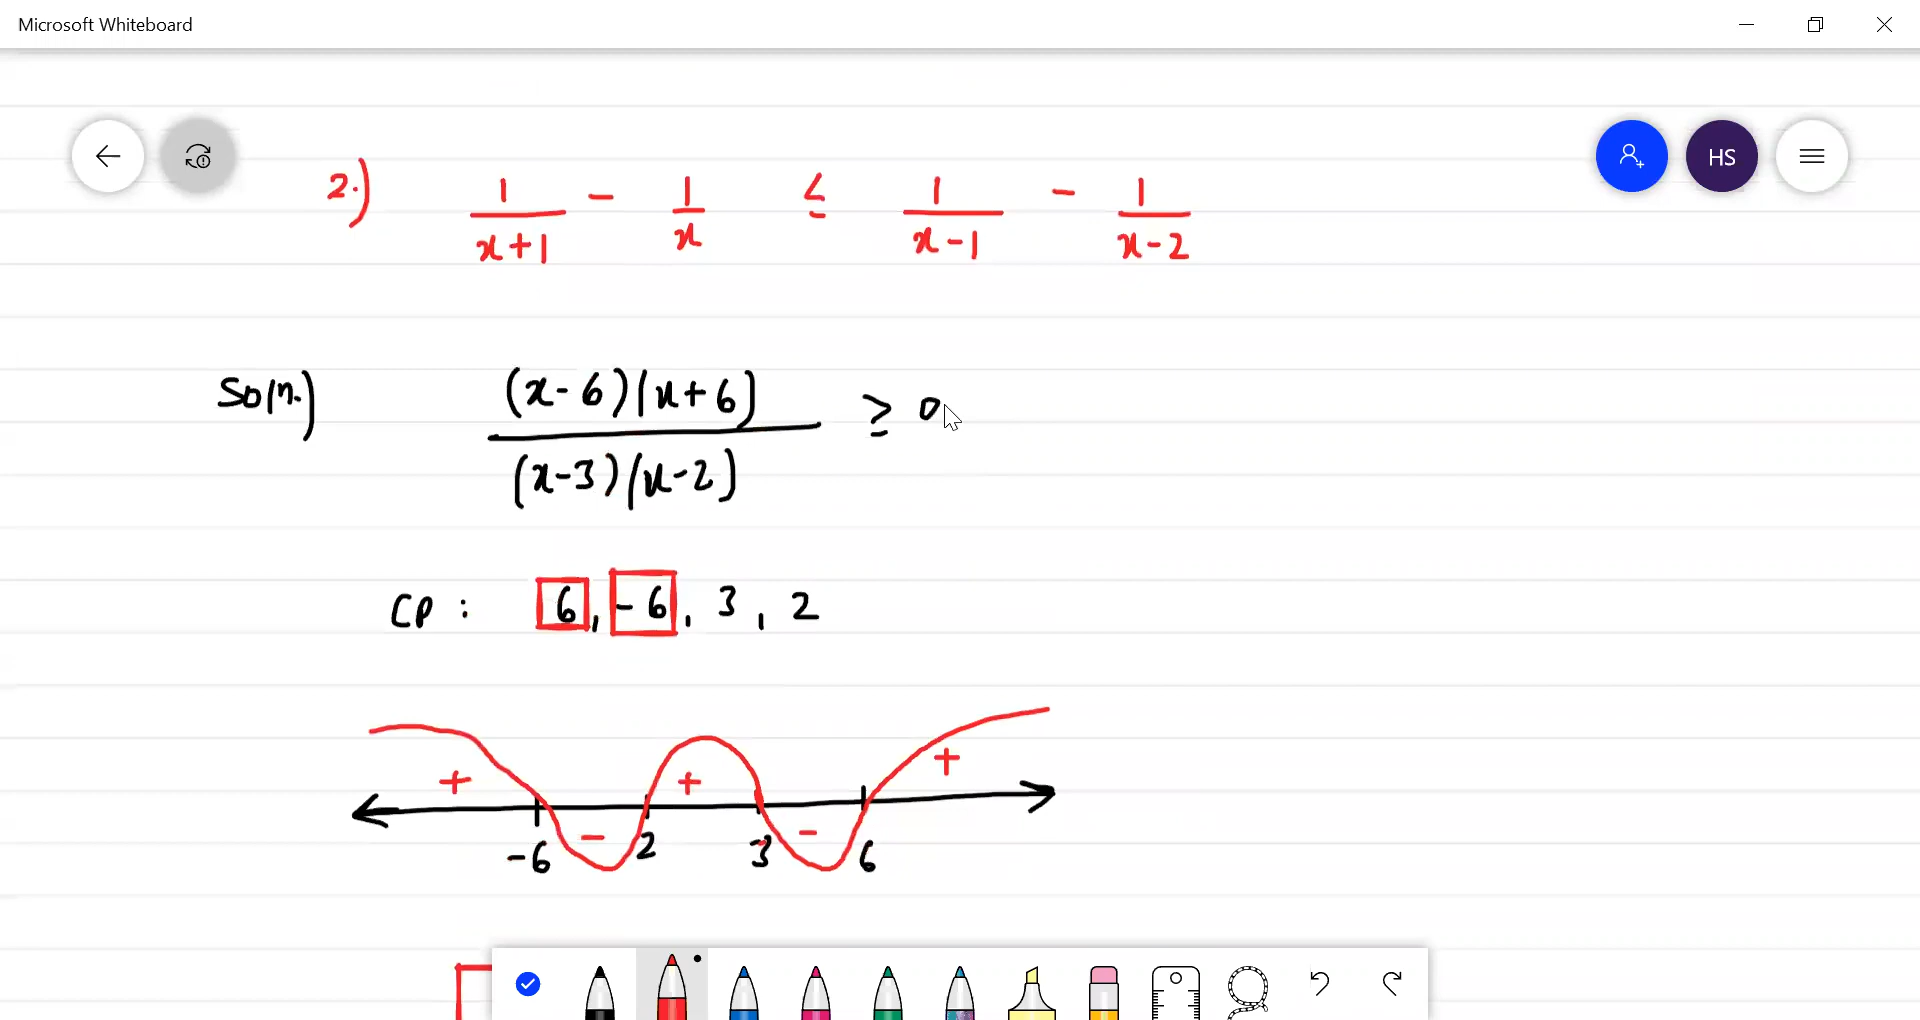 Microsoft Whiteboard
HS
2.) 1/(x+1) - 1/x ≤ 1/(x-1) - 1/(x-2)
Soln.) (x-6)(x+6)/(x-3)(x-2) ≥ 0
CP : 6, -6, 3, 2
+ - + - +
-6 2 3 6